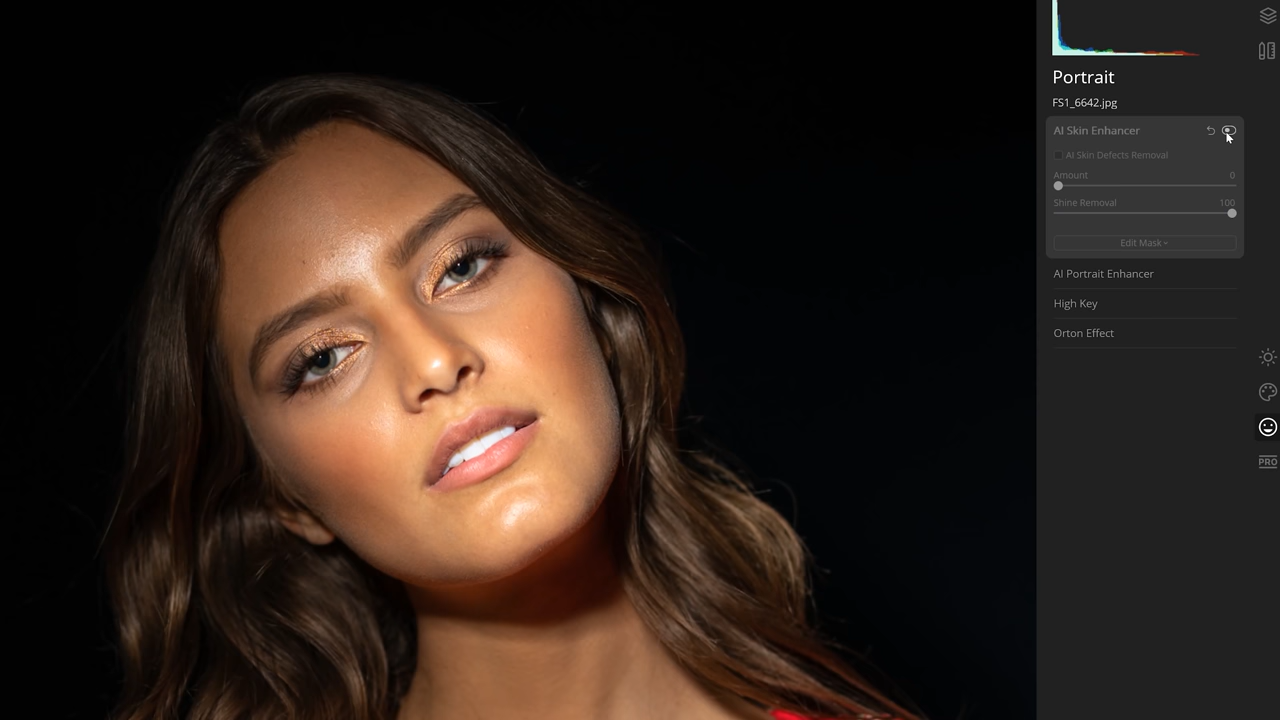 Portrait
FS1_6642.jpg
AI Skin Enhancer
AI Skin Defects Removal
Amount 0
Shine Removal 100
Edit Mask
AI Portrait Enhancer
High Key
Orton Effect
PRO